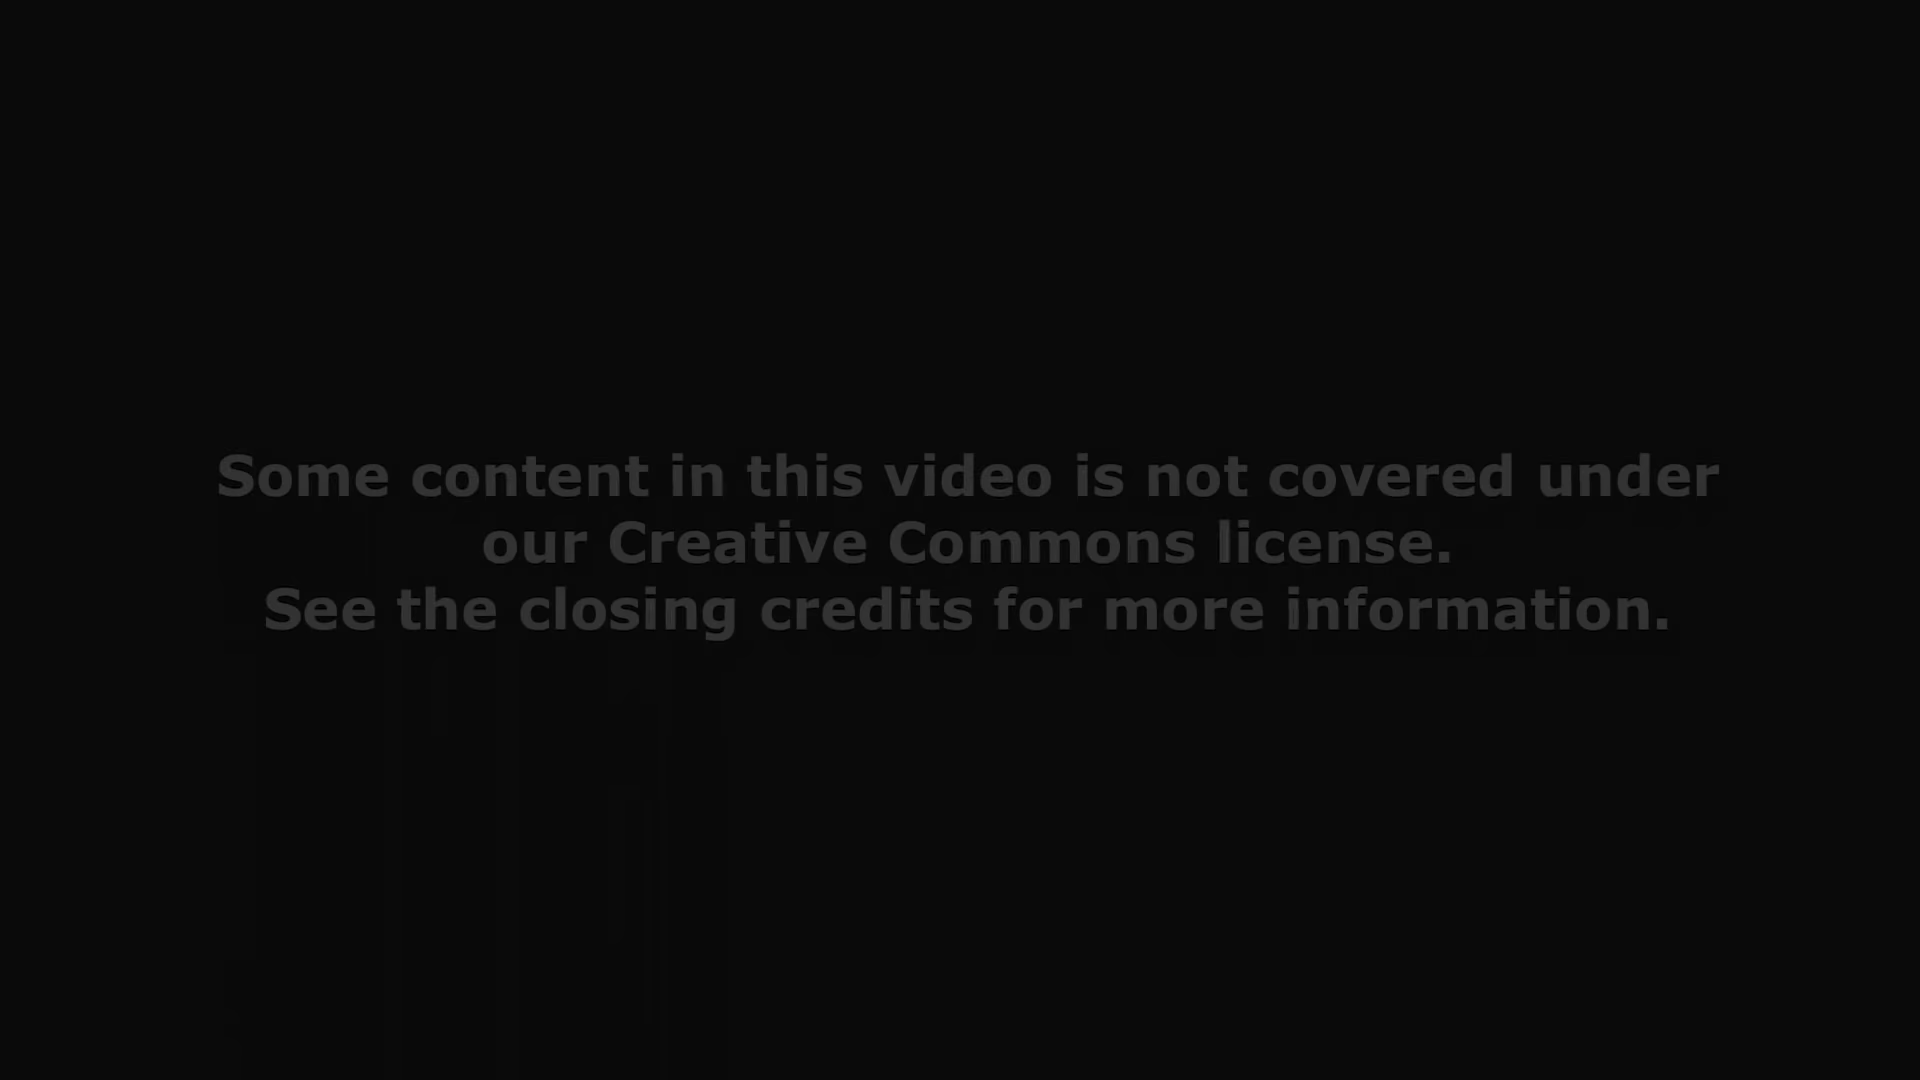 Some content in this video is not covered under
our Creative Commons license.
See the closing credits for more information.